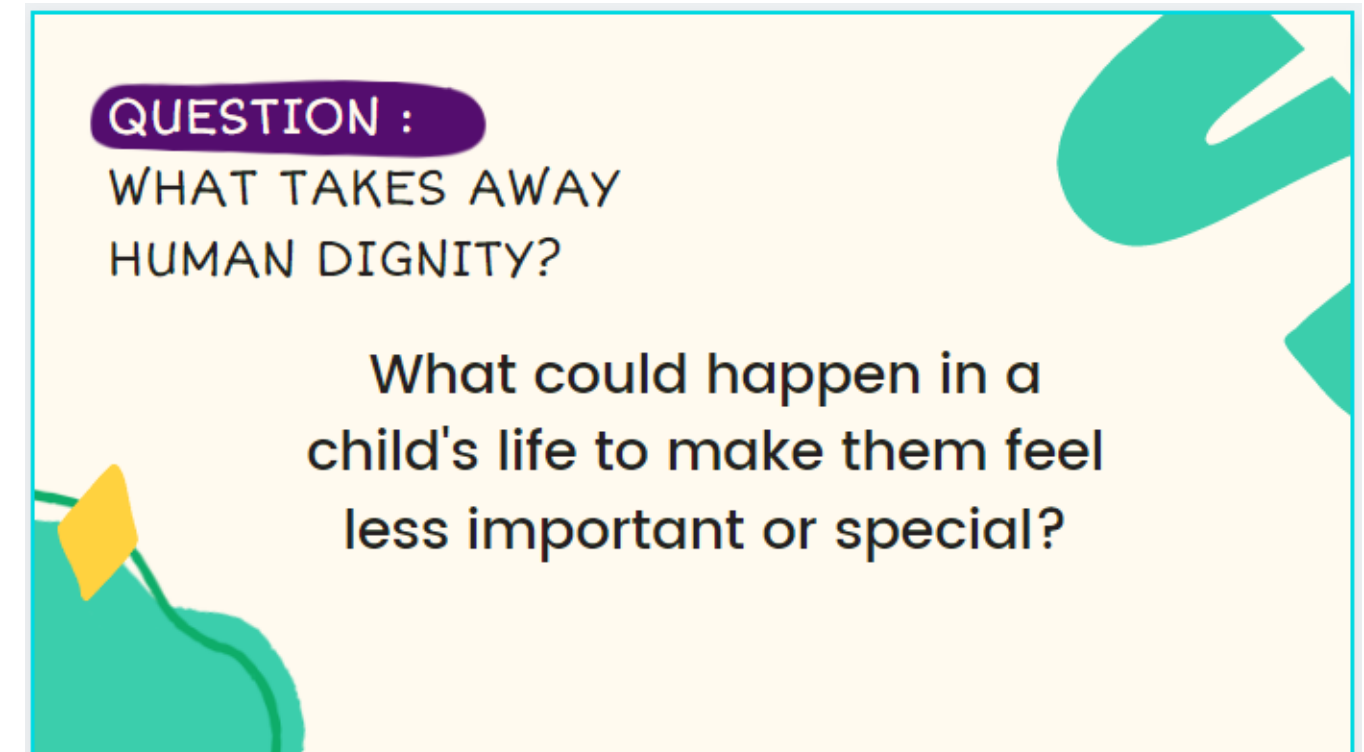 QUESTION :
WHAT TAKES AWAY
HUMAN DIGNITY?
What could happen in a
child's life to make them feel
less important or special?